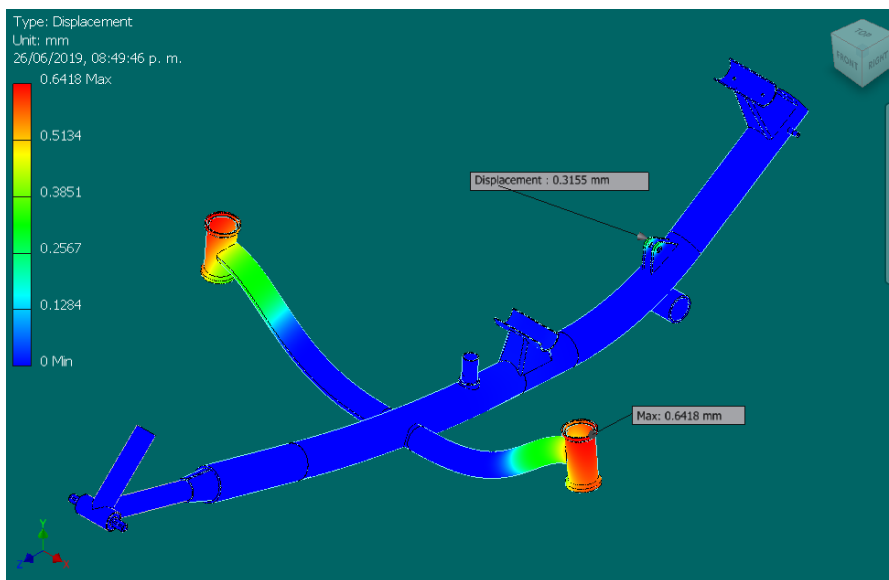 Type: Displacement
Unit: mm
26/06/2019, 08:49:46 p. m.
0.6418 Max
0.5134
0.3851
0.2567
0.1284
0 Min
TOP
FRONT
RIGHT
Displacement : 0.3155 mm
Max: 0.6418 mm
Y
Z
X